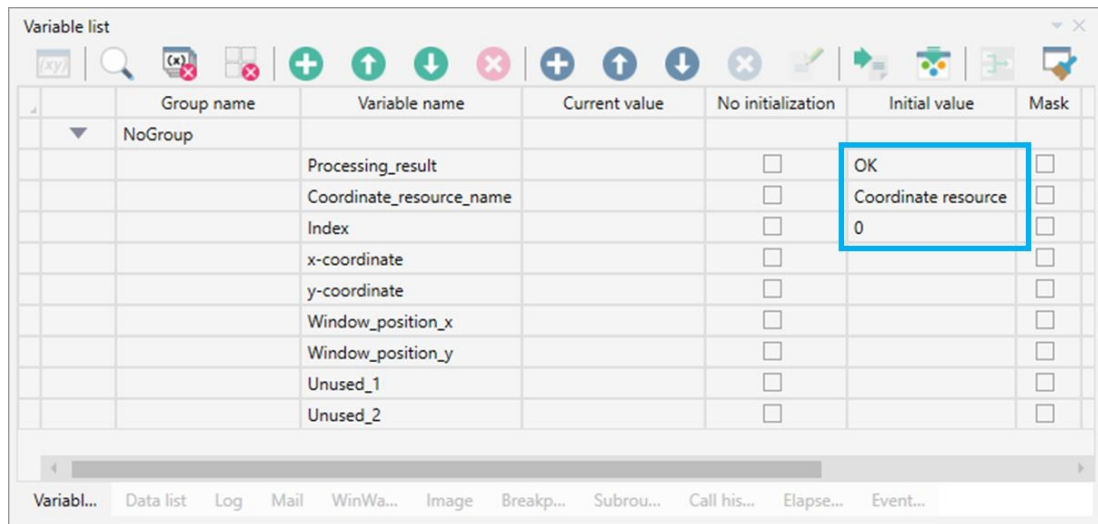 Variable list
(xy) (x)
Group name Variable name Current value No initialization Initial value Mask
NoGroup
Processing_result OK
Coordinate_resource_name Coordinate resource
Index 0
x-coordinate
y-coordinate
Window_position_x
Window_position_y
Unused_1
Unused_2
Variabl... Data list Log Mail WinWa... Image Breakp... Subrou... Call his... Elapse... Event...